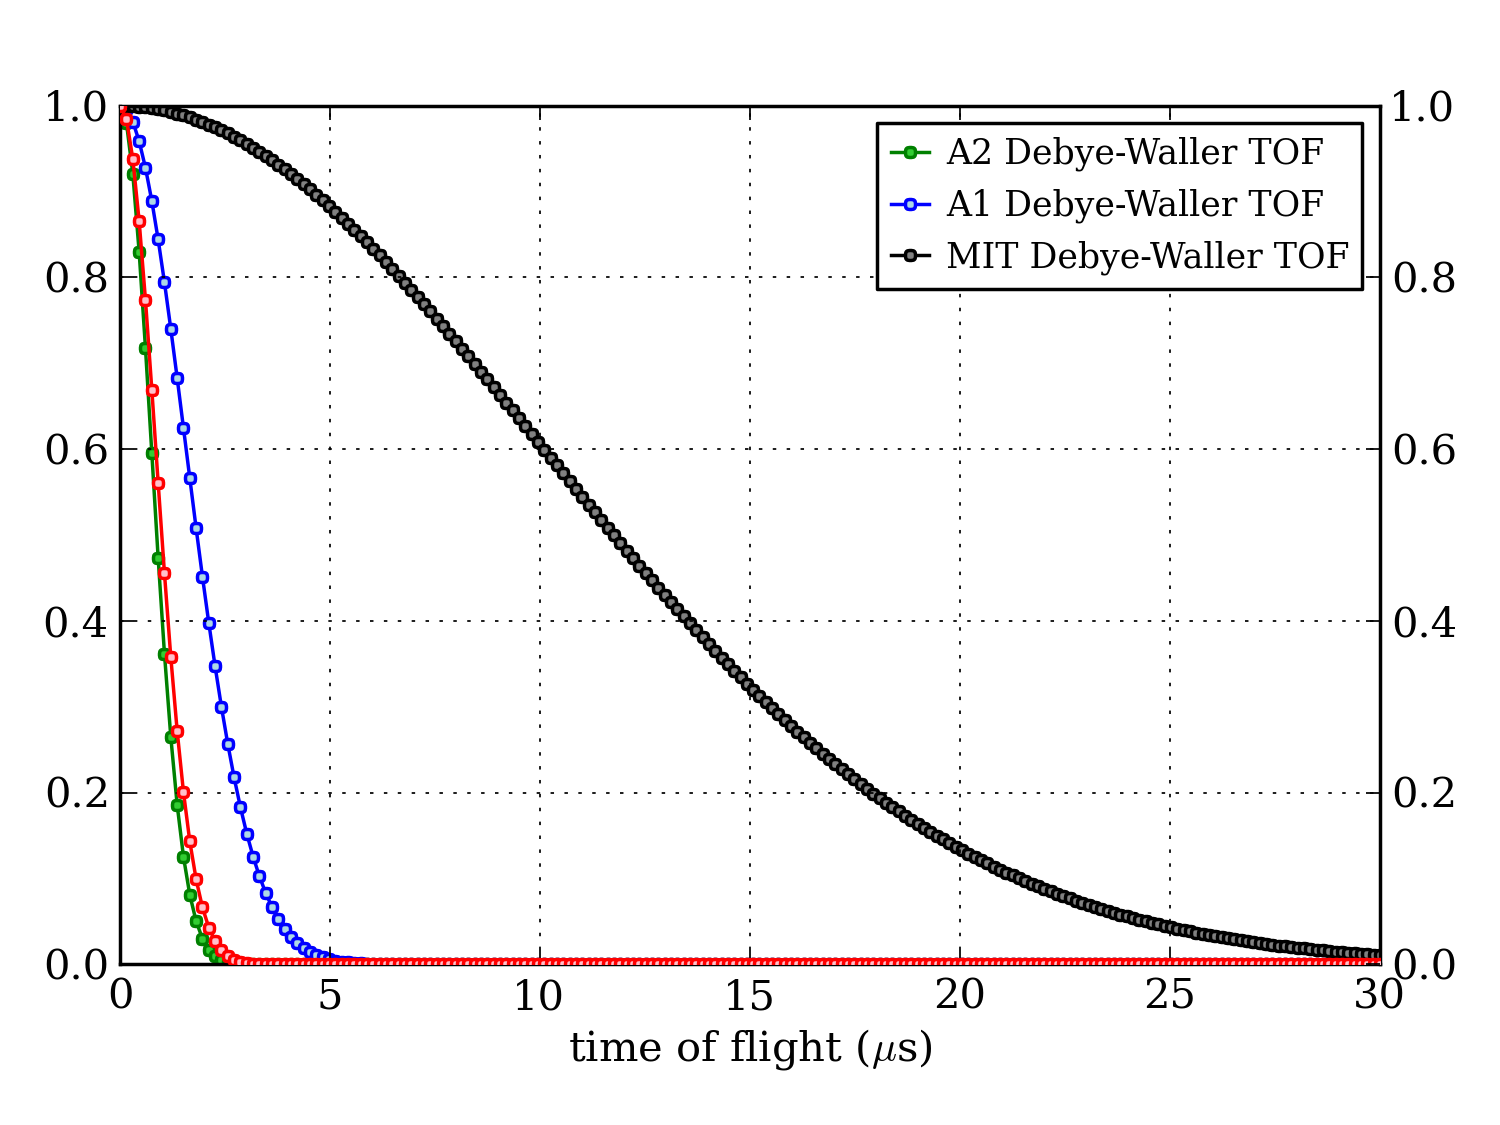 1.0
0.8
0.6
0.4
0.2
0.0
1.0
0.8
0.6
0.4
0.2
0.0
A2 Debye-Waller TOF
A1 Debye-Waller TOF
MIT Debye-Waller TOF
0 5 10 15 20 25 30
time of flight (μs)